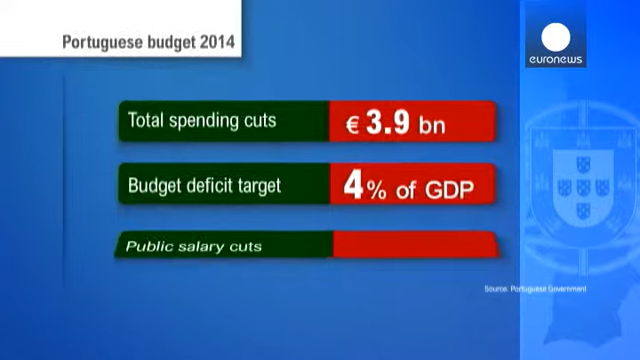 Portuguese budget 2014
euronews
Total spending cuts € 3.9 bn
Budget deficit target 4% of GDP
Public salary cuts
Source: Portuguese Government